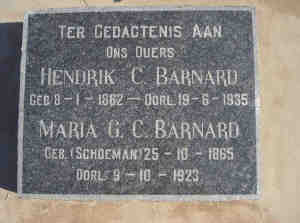 TER GEDAGTENIS AAN
ONS OUERS
HENDRIK C. BARNARD
GEB. 8-1-1862 - OORL. 19-6-1935
MARIA G. C. BARNARD
GEB. (SCHOEMAN) 25-10-1865
OORL. 9-10-1923